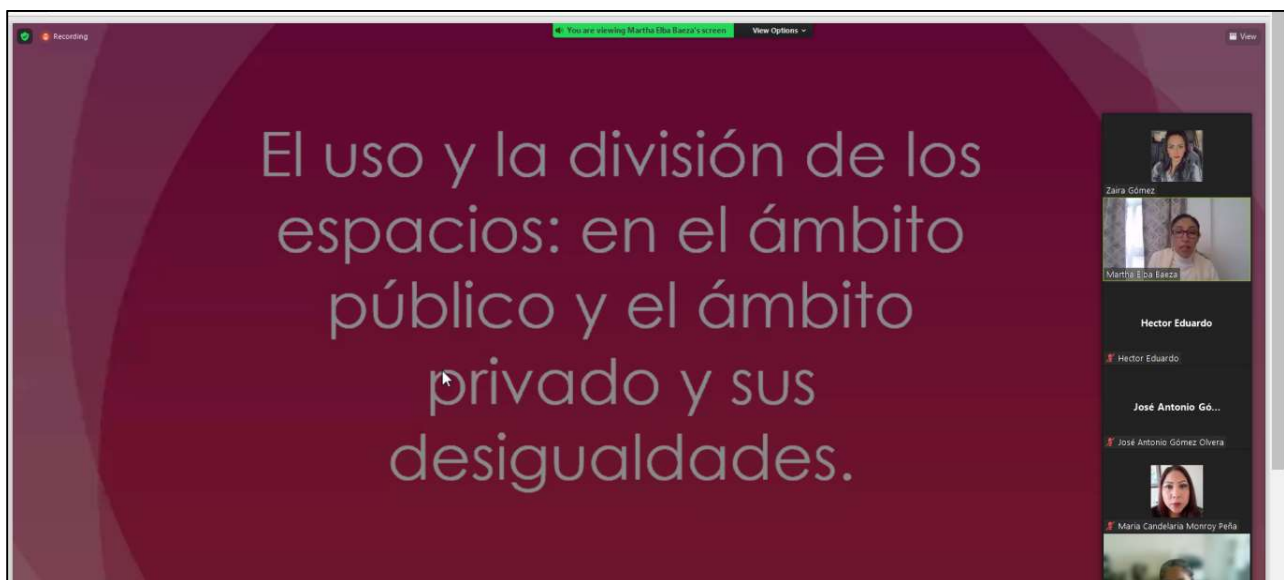 Recording
You are viewing Martha Elba Baeza's screen
View Options
View
El uso y la división de los
espacios: en el ámbito
público y el ámbito
privado y sus
desigualdades.
Zaira Gómez
Martha Elba Baeza
Hector Eduardo
Hector Eduardo
José Antonio Gó...
José Antonio Gómez Olvera
Maria Candelaria Monroy Peña